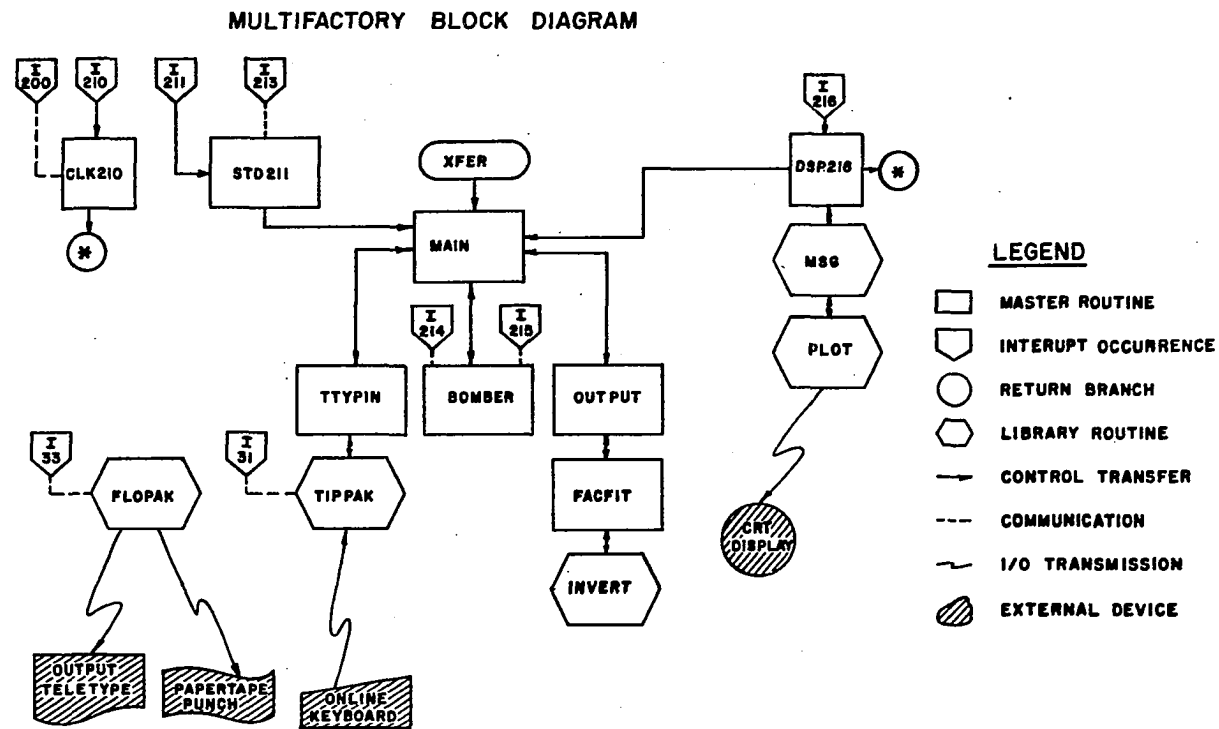 MULTIFACTORY BLOCK DIAGRAM
I
200
I
210
I
211
I
213
I
216
CLK210
STD211
XFER
DSP216
*
*
MAIN
MSG
I
214
I
215
PLOT
TTYPIN
BOMBER
OUTPUT
I
33
FLOPAK
I
31
TIPPAK
FACFIT
INVERT
CRT
DISPLAY
OUTPUT
TELETYPE
PAPERTAPE
PUNCH
ONLINE
KEYBOARD
LEGEND
MASTER ROUTINE
INTERUPT OCCURRENCE
RETURN BRANCH
LIBRARY ROUTINE
CONTROL TRANSFER
COMMUNICATION
I/O TRANSMISSION
EXTERNAL DEVICE